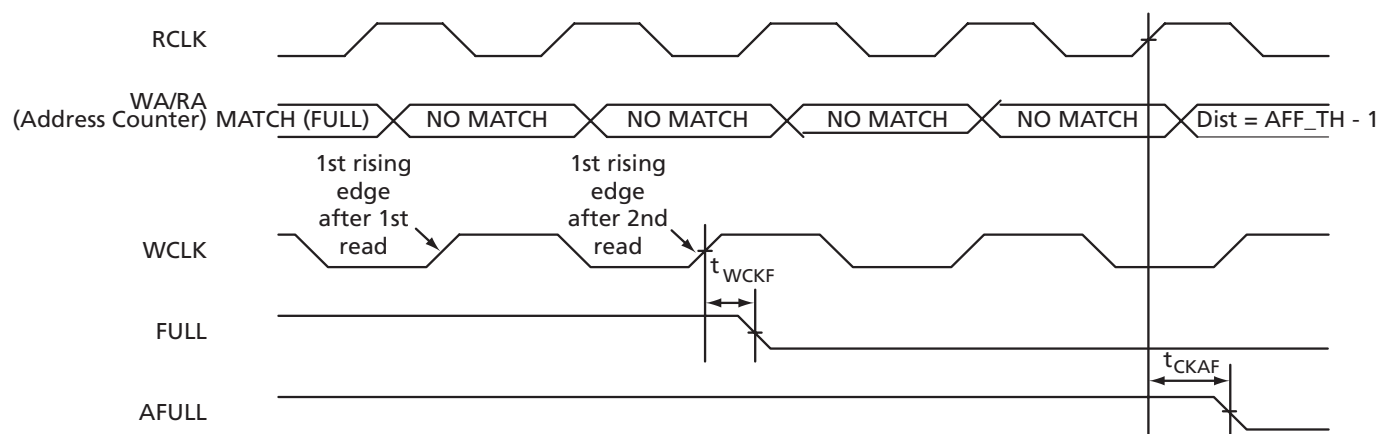 RCLK
WA/RA
(Address Counter)
MATCH (FULL)
NO MATCH
NO MATCH
NO MATCH
NO MATCH
Dist = AFF_TH - 1
1st rising
edge
after 1st
read
1st rising
edge
after 2nd
read
WCLK
tWCKF
FULL
tCKAF
AFULL